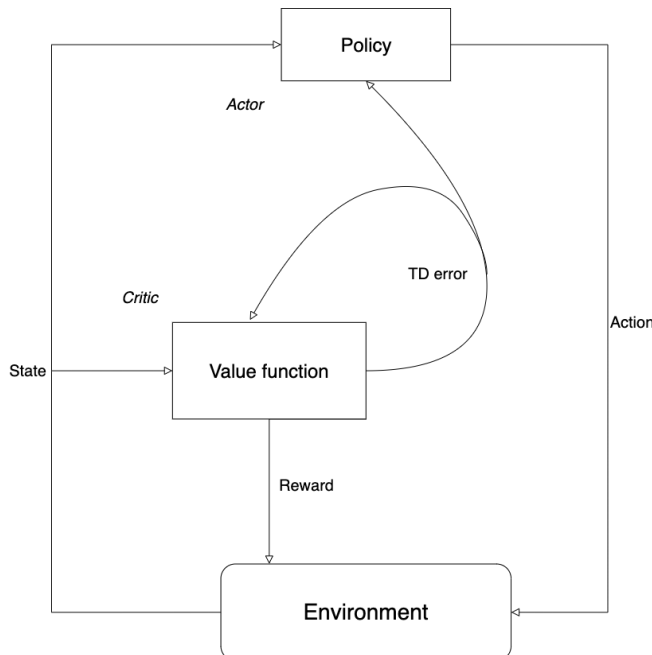 Policy
Actor
TD error
Critic
Action
Value function
State
Reward
Environment